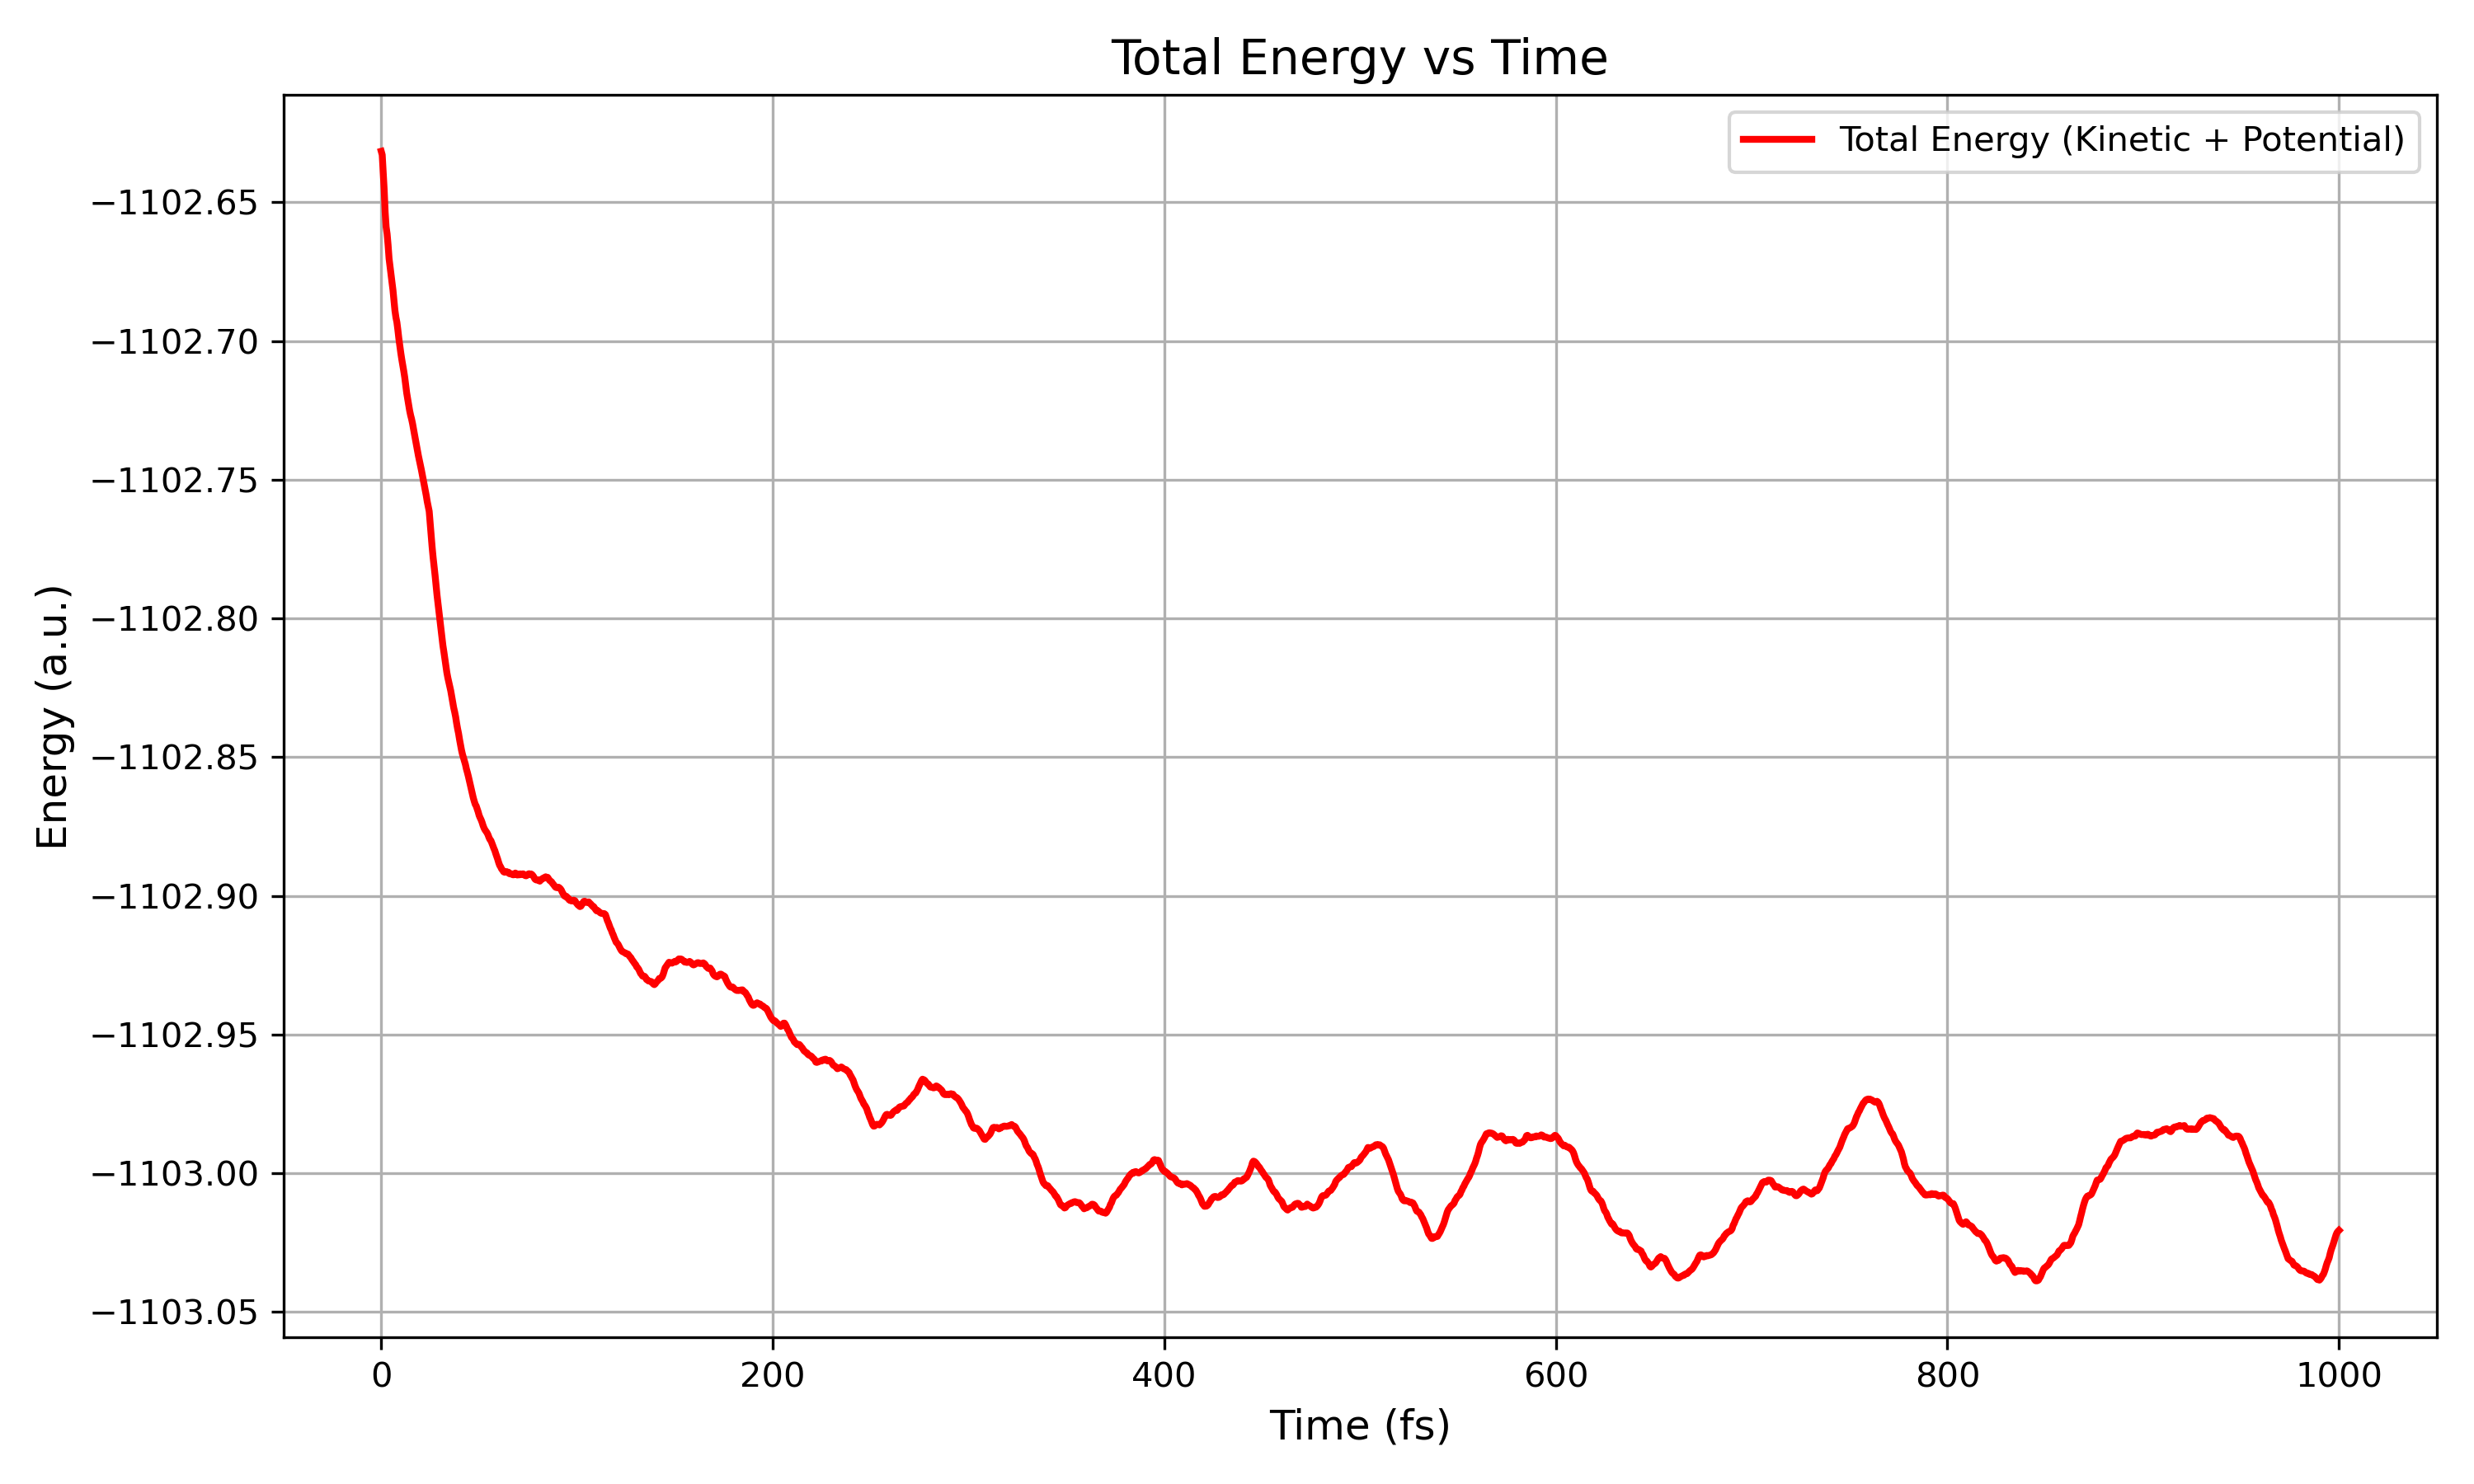 Total Energy vs Time
Total Energy (Kinetic + Potential)
Energy (a.u.)
−1102.65
−1102.70
−1102.75
−1102.80
−1102.85
−1102.90
−1102.95
−1103.00
−1103.05
0 200 400 600 800 1000
Time (fs)